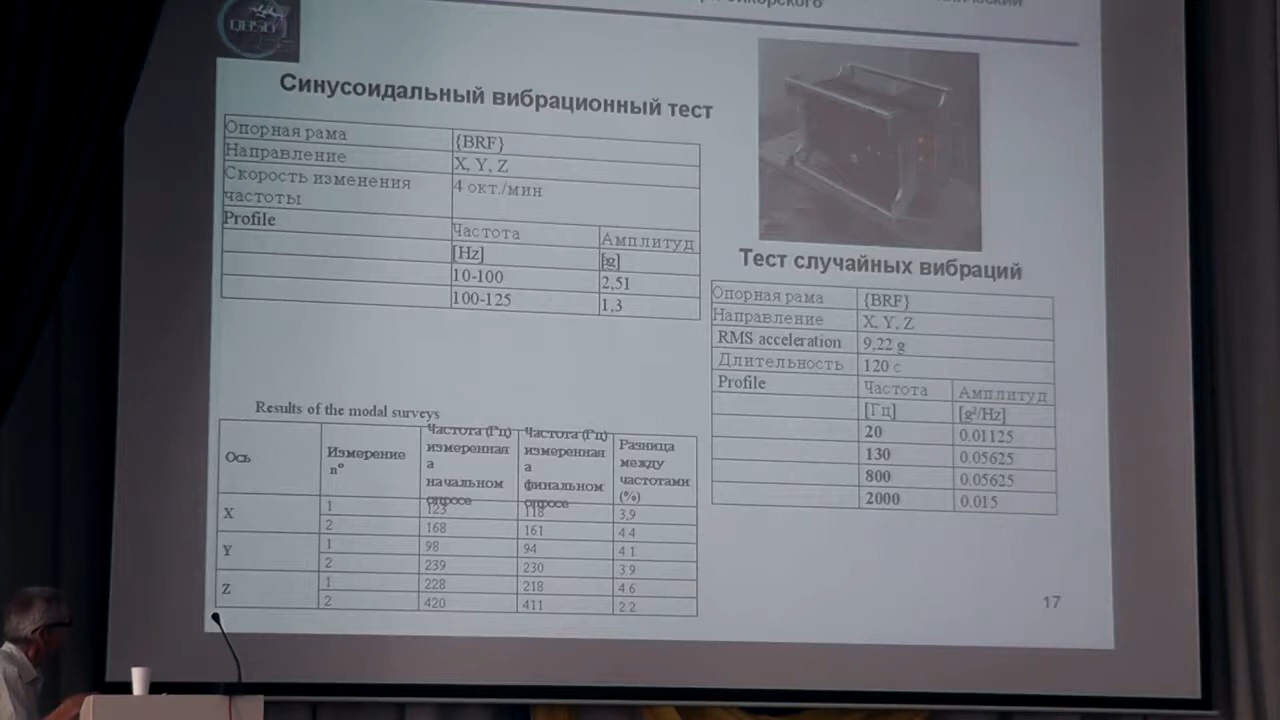 QB50
Синусоидальный вибрационный тест
Опорная рама {BRF}
Направление X, Y, Z
Скорость изменения частоты 4 окт./мин
Profile Частота Амплитуд
[Hz] [g]
10-100 2,51
100-125 1,3
Тест случайных вибраций
Опорная рама {BRF}
Направление X, Y, Z
RMS acceleration 9,22 g
Длительность 120 с
Profile Частота Амплитуд
[Гц] [g²/Hz]
20 0.01125
130 0.05625
800 0.05625
2000 0.015
Results of the modal surveys
Ось
Измерение
n°
Частота (Гц)
измеренная
а
начальном
опросе
Частота (Гц)
измеренная
а
финальном
опросе
Разница
между
частотами
(%)
X 1 123 118 3,9
2 168 161 4 4
Y 1 98 94 4 1
2 239 230 3 9
Z 1 228 218 4 6
2 420 411 2 2
17